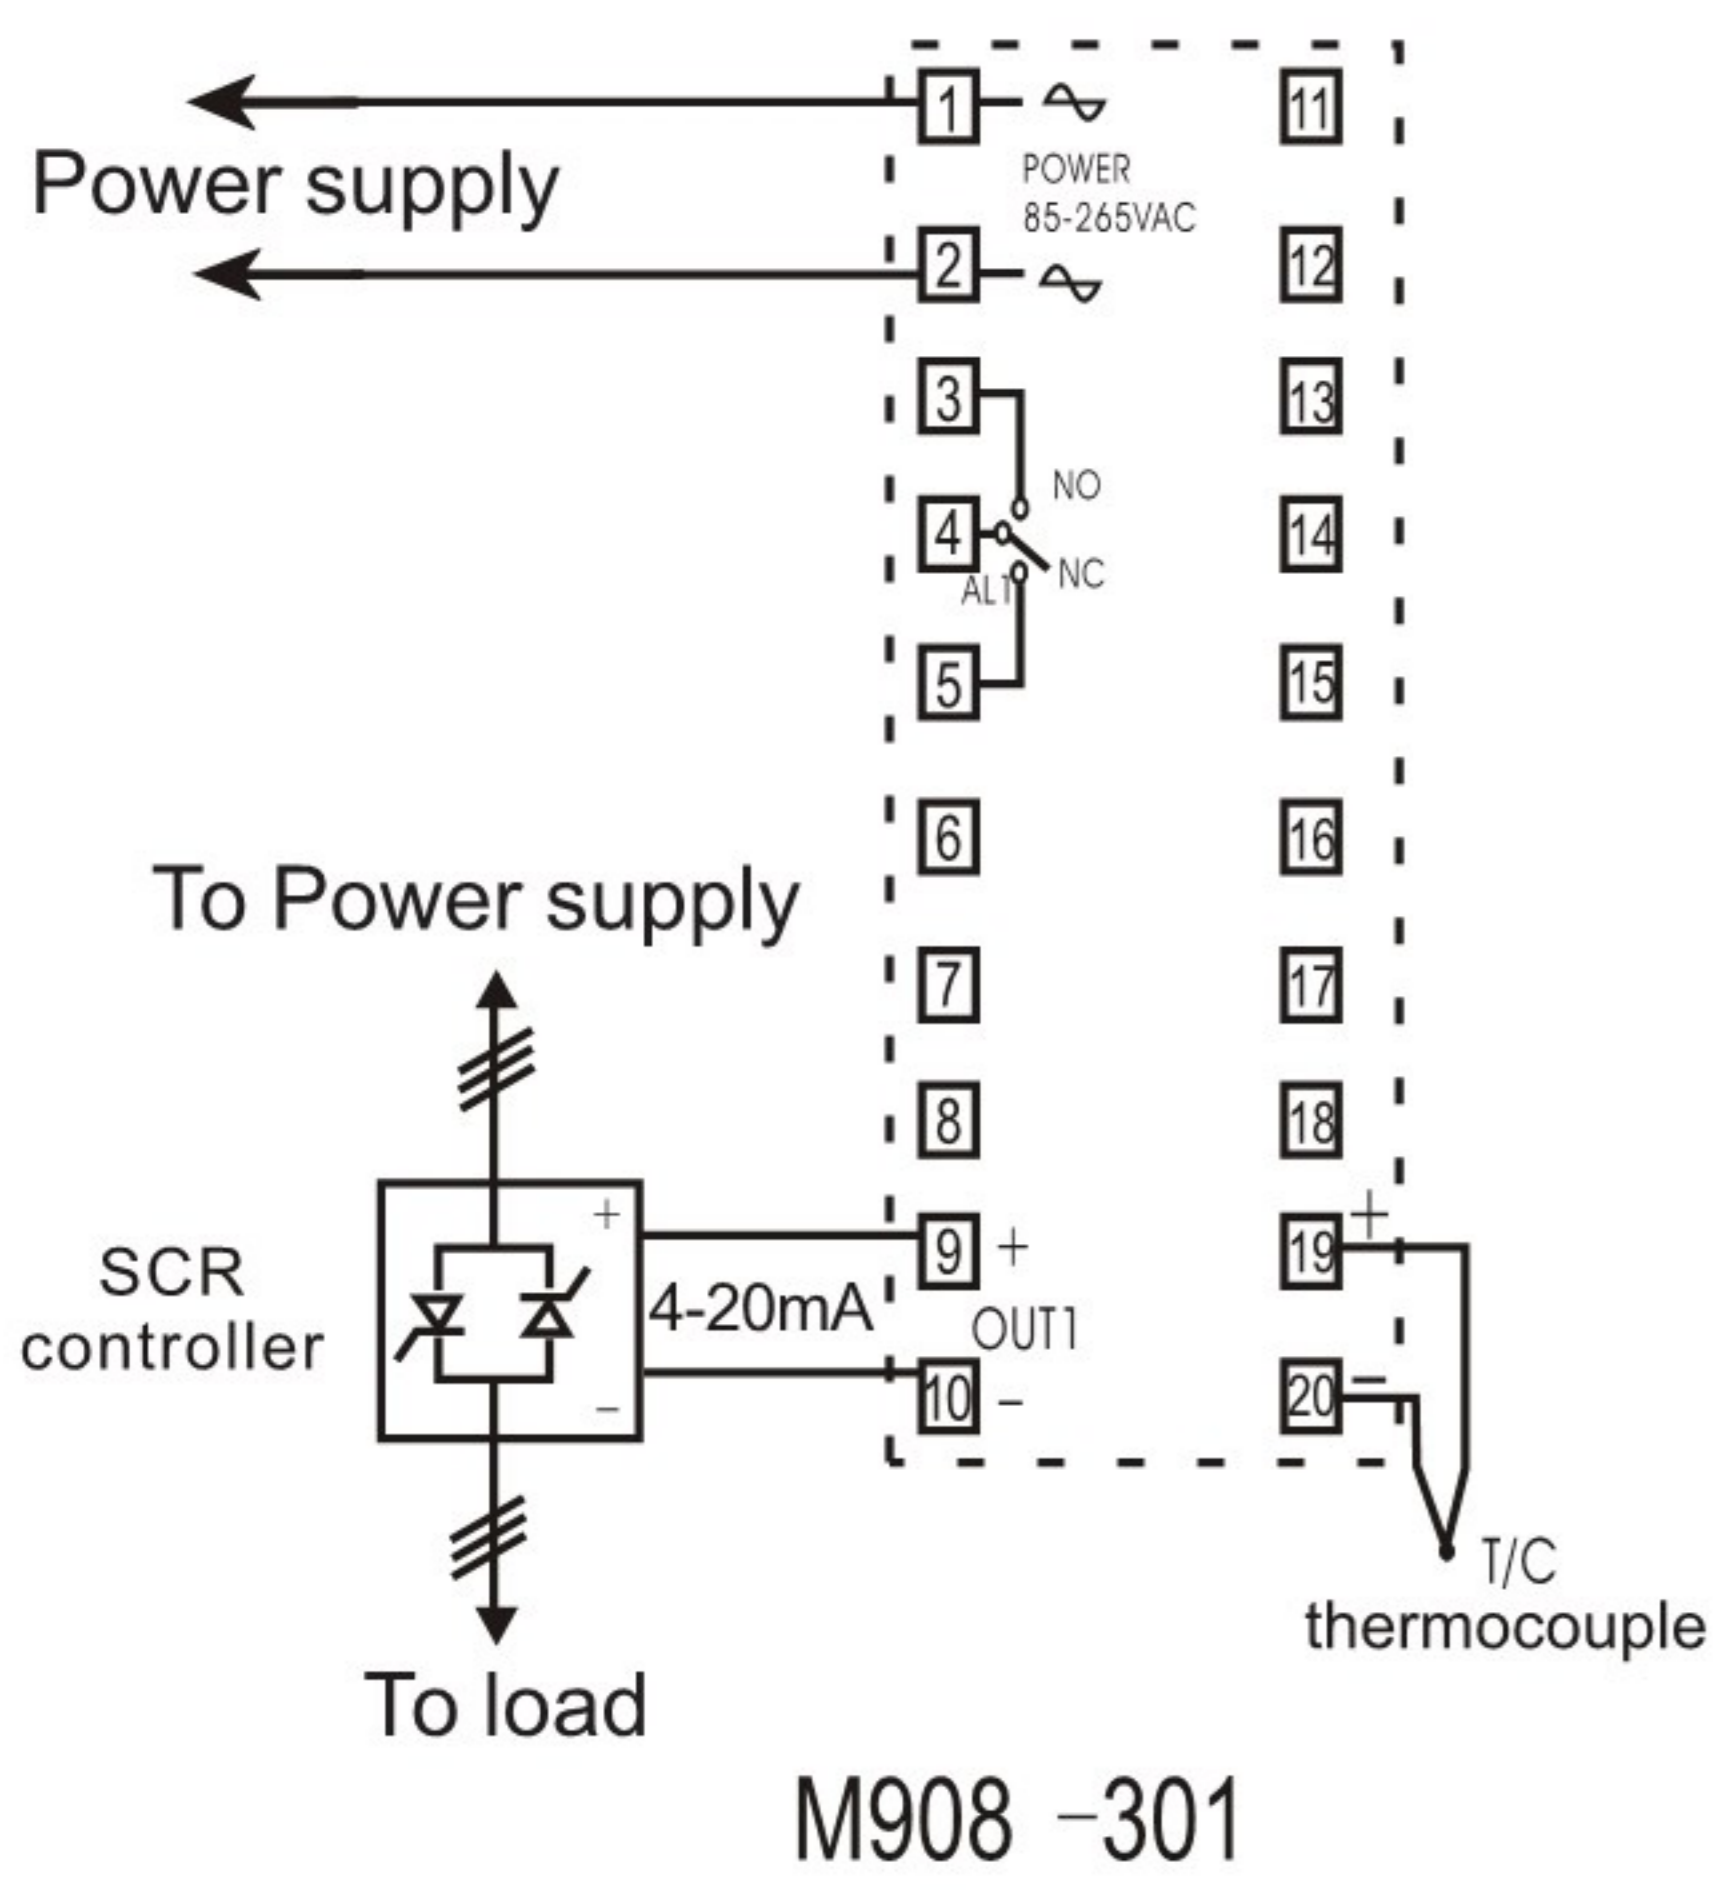 1
11
Power supply
POWER
85-265VAC
2
12
3
13
NO
4
14
NC
AL1
5
15
6
16
To Power supply
7
17
8
18
+
+
SCR
controller
9 +
19
4-20mA
OUT1
−
10 −
20
−
T/C
thermocouple
To load
M908 -301